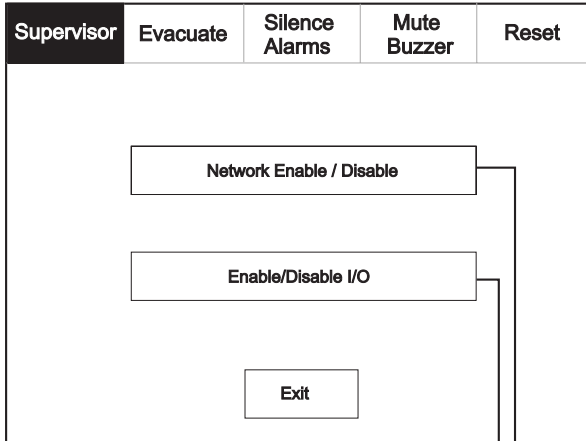 Supervisor
Evacuate
Silence
Alarms
Mute
Buzzer
Reset
Network Enable / Disable
Enable/Disable I/O
Exit